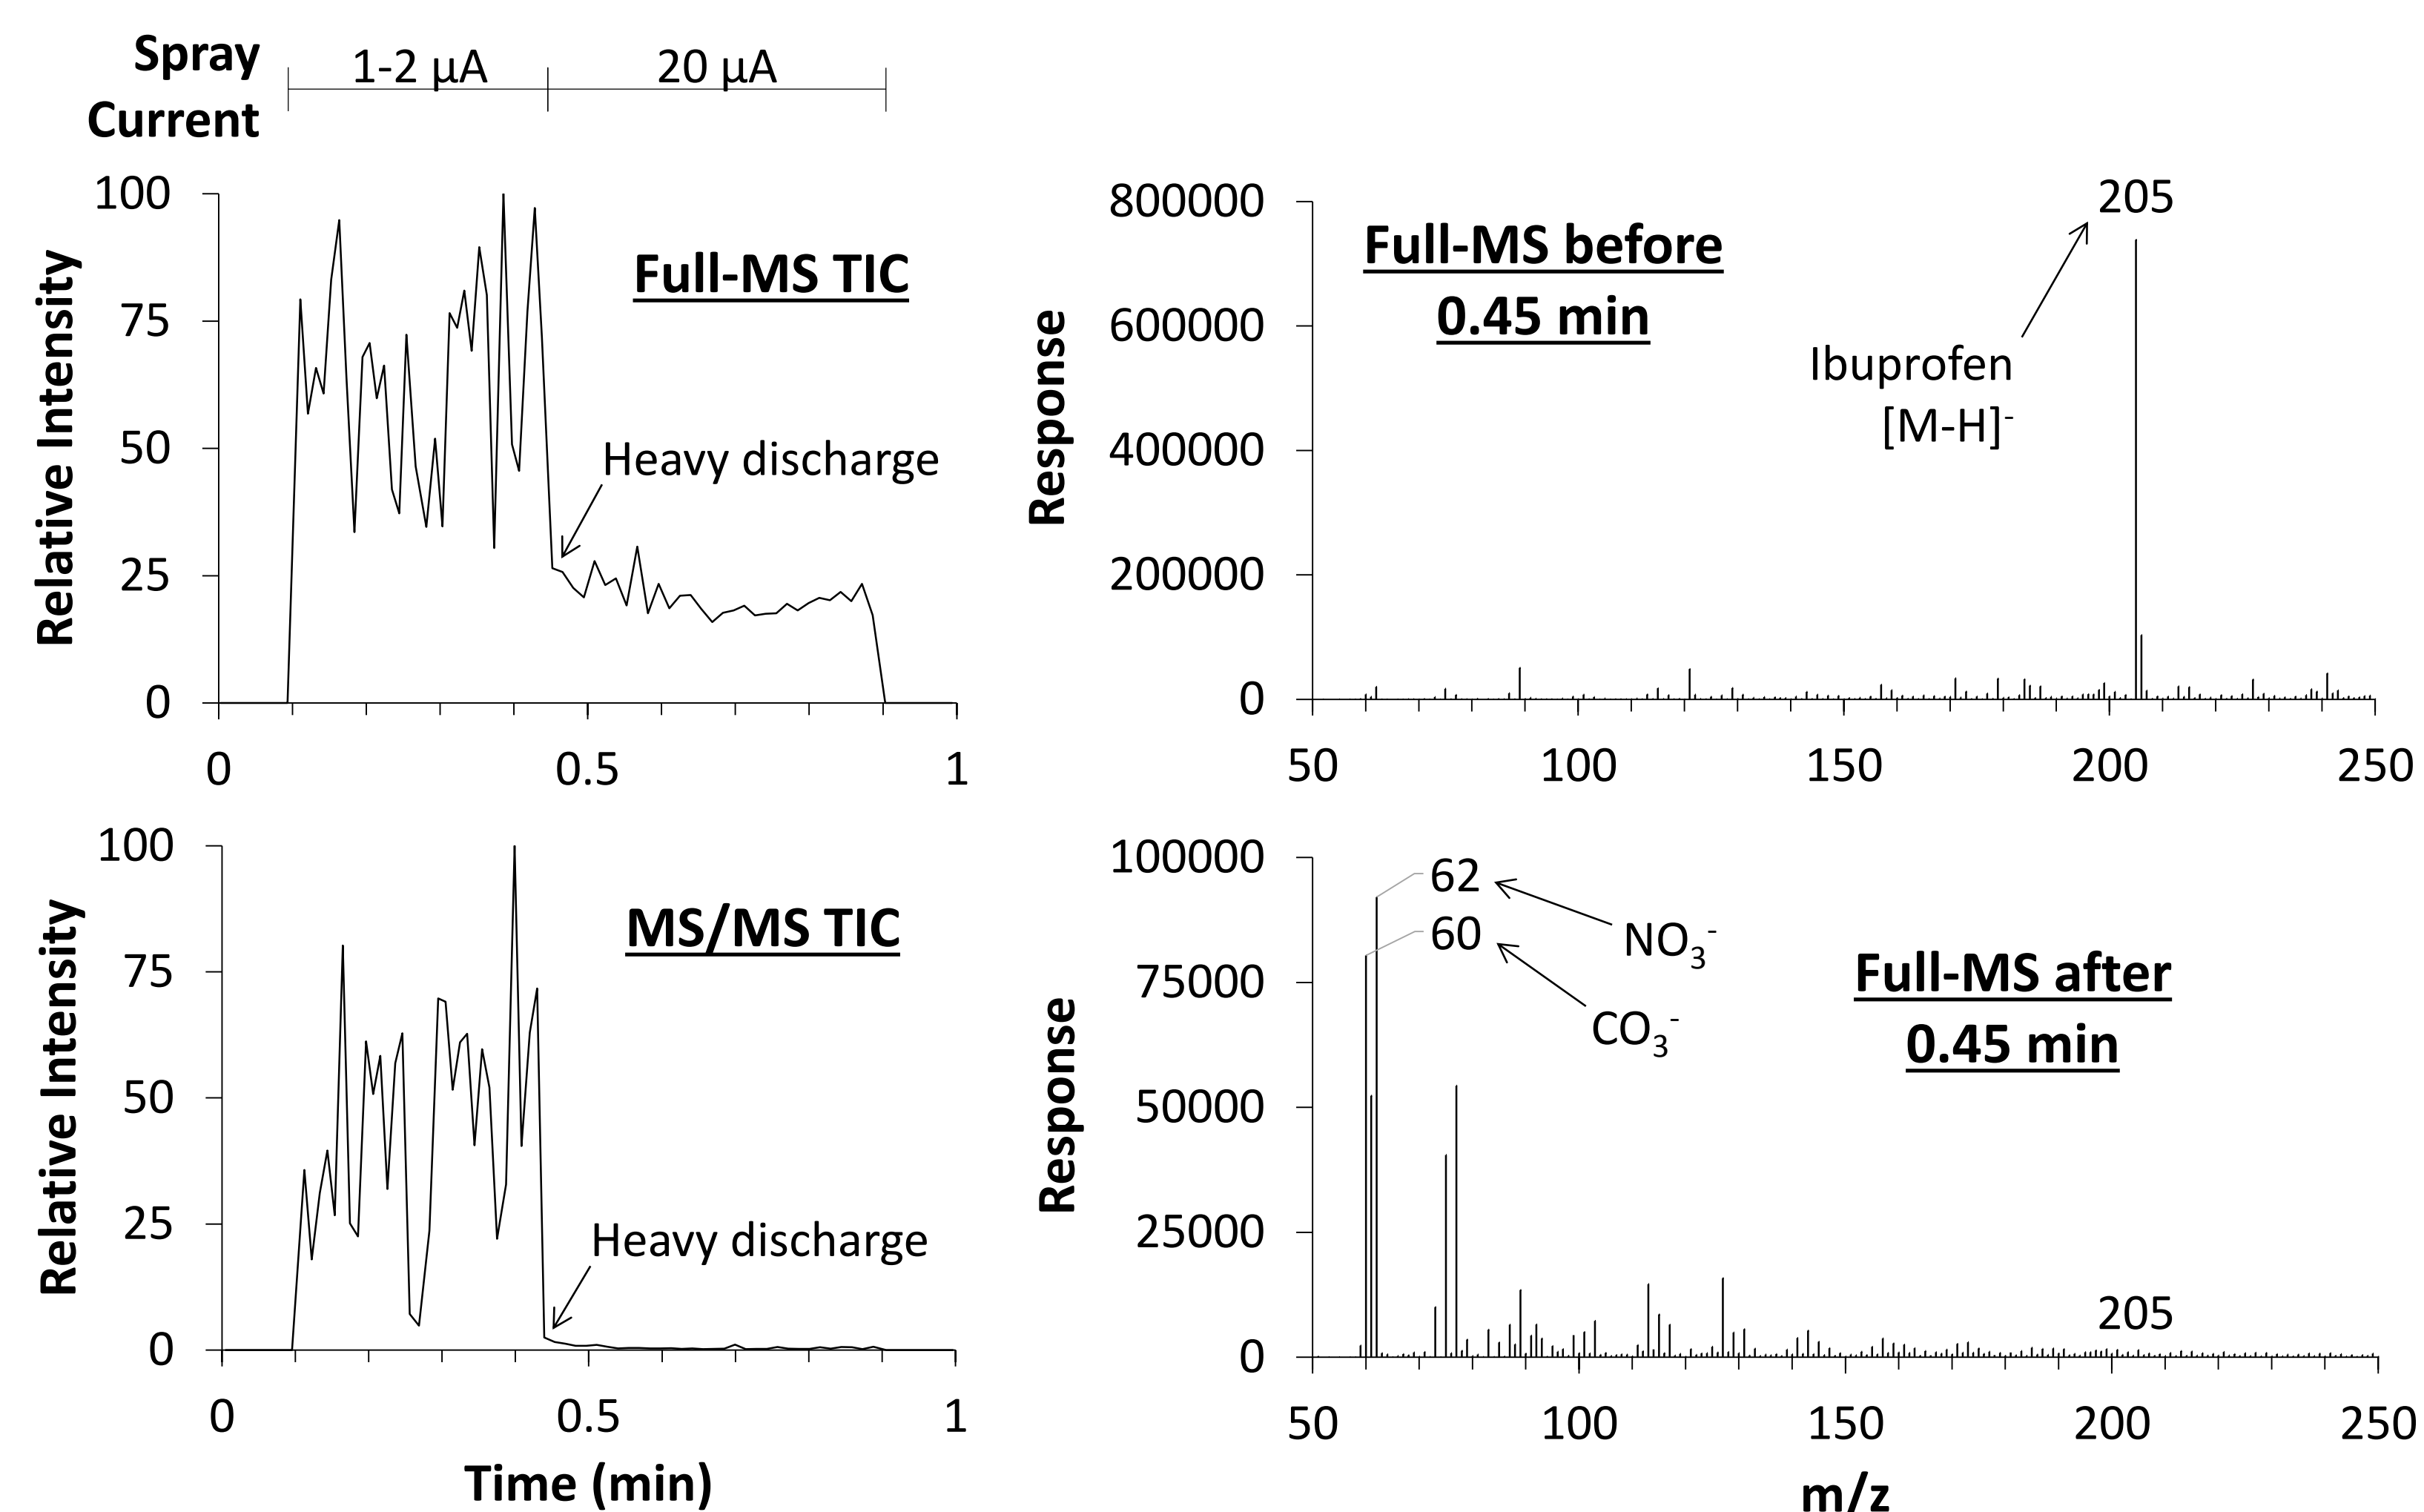 Spray
Current
1-2 µA
20 µA
100
75
50
25
0
Relative Intensity
Full-MS TIC
Heavy discharge
0
0.5
1
800000
600000
400000
200000
0
Response
Full-MS before
0.45 min
205
Ibuprofen
[M-H]⁻
50
100
150
200
250
100
75
50
25
0
Relative Intensity
MS/MS TIC
Heavy discharge
0
0.5
1
Time (min)
100000
75000
50000
25000
0
Response
62
60
NO₃⁻
CO₃⁻
Full-MS after
0.45 min
205
50
100
150
200
250
m/z